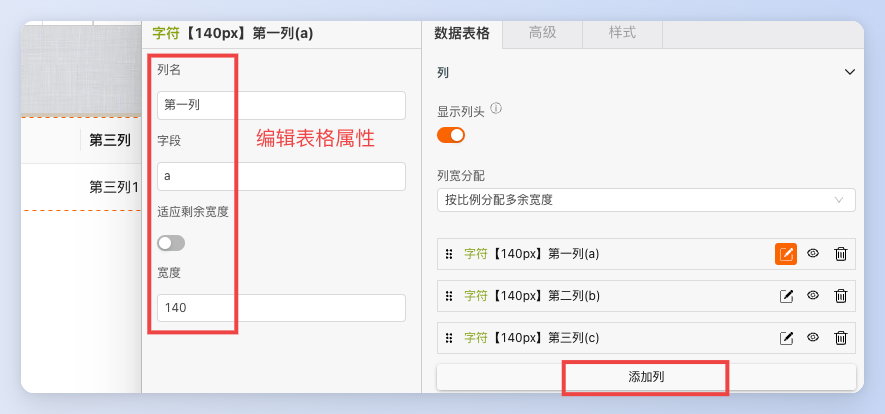 第三列
第三列1
字符【140px】第一列(a)
列名
第一列
字段
编辑表格属性
a
适应剩余宽度
宽度
140
数据表格
高级
样式
列
显示列头
列宽分配
按比例分配多余宽度
字符【140px】第一列(a)
字符【140px】第二列(b)
字符【140px】第三列(c)
添加列